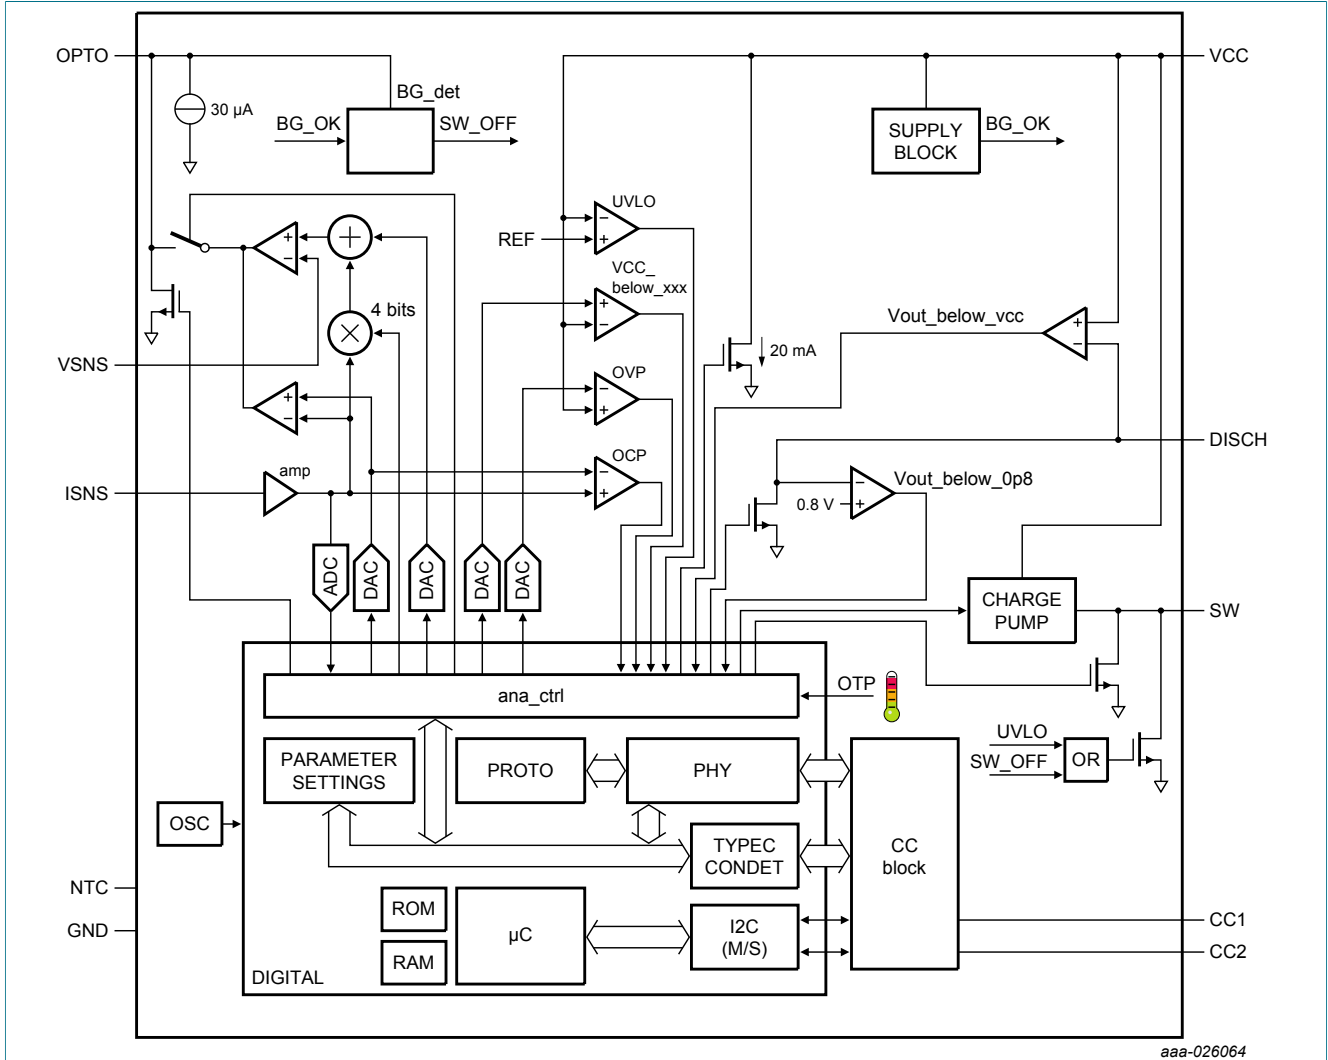 OPTO
VCC
30 µA
BG_det
BG_OK
SW_OFF
SUPPLY
BLOCK
BG_OK
UVLO
−
+
REF
+
−
4 bits
VCC_
below_xxx
+
−
20 mA
Vout_below_vcc
+
−
VSNS
OVP
−
+
+
−
DISCH
OCP
−
+
amp
ISNS
Vout_below_0p8
−
0.8 V
+
ADC
DAC
DAC
DAC
DAC
CHARGE
PUMP
SW
ana_ctrl
OTP
PARAMETER
SETTINGS
PROTO
PHY
UVLO
SW_OFF
OR
OSC
TYPEC
CONDET
CC
block
NTC
ROM
µC
I2C
(M/S)
CC1
GND
RAM
CC2
DIGITAL
aaa-026064